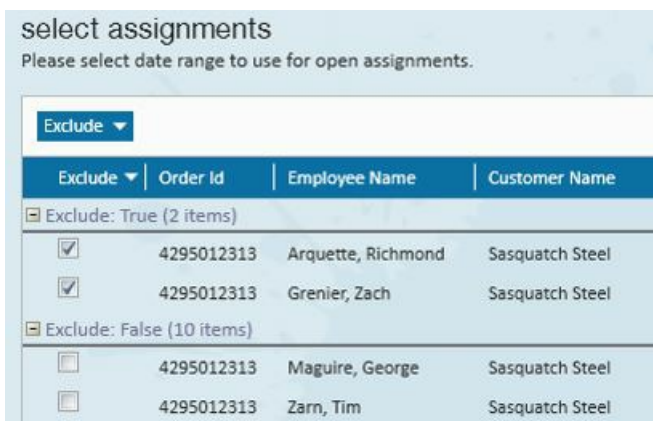 select assignments
Please select date range to use for open assignments.
Exclude
Exclude Order Id Employee Name Customer Name
Exclude: True (2 items)
4295012313 Arquette, Richmond Sasquatch Steel
4295012313 Grenier, Zach Sasquatch Steel
Exclude: False (10 items)
4295012313 Maguire, George Sasquatch Steel
4295012313 Zarn, Tim Sasquatch Steel